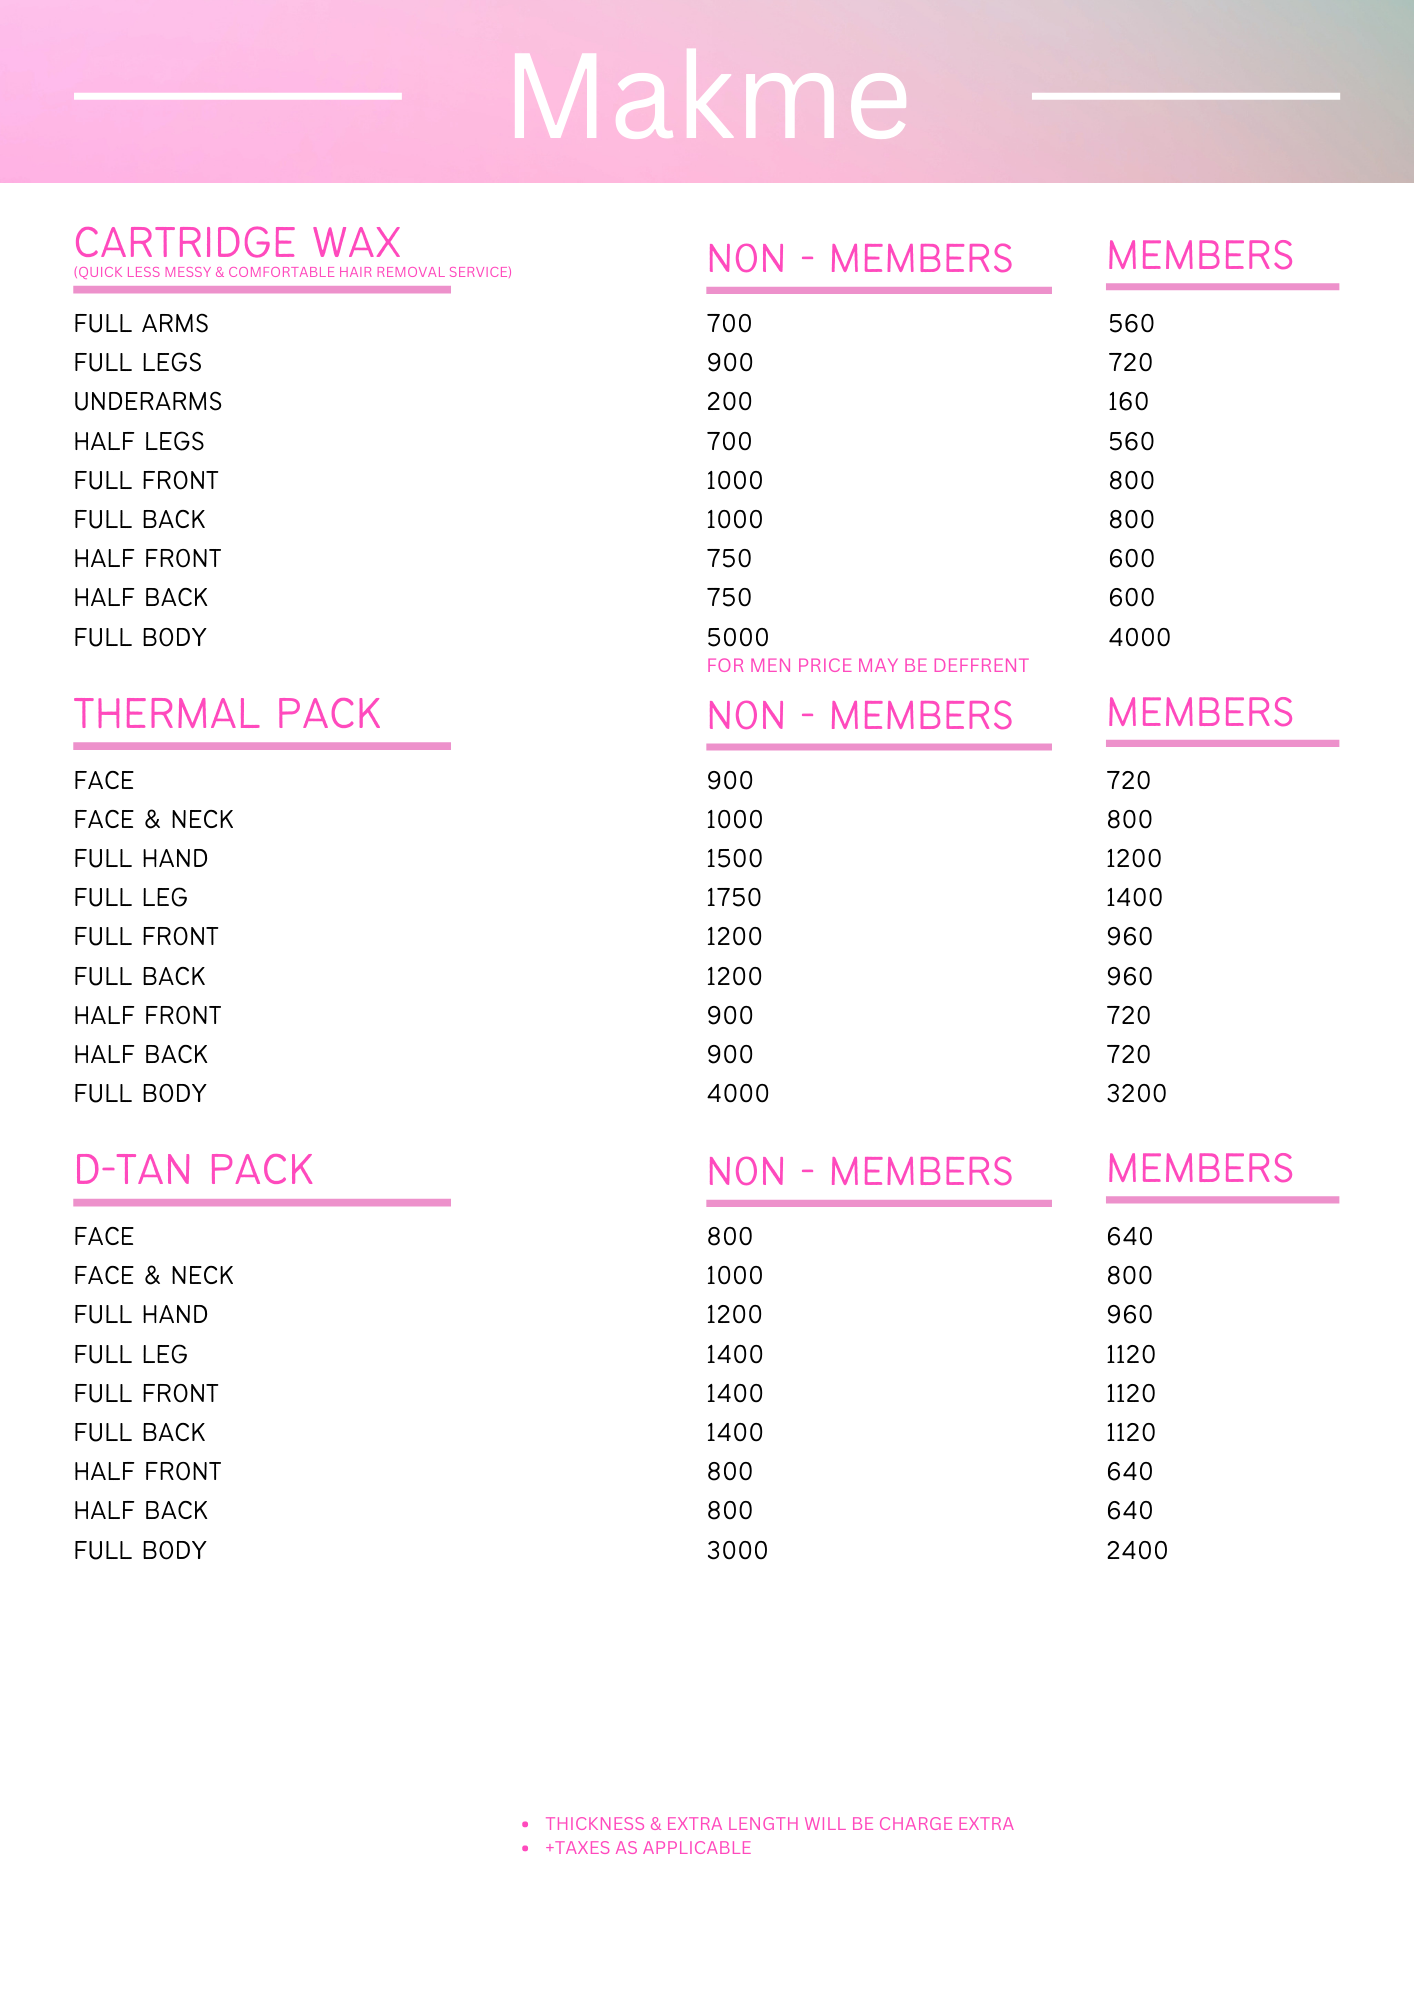 Makme
CARTRIDGE WAX
(QUICK LESS MESSY & COMFORTABLE HAIR REMOVAL SERVICE)
NON - MEMBERS MEMBERS
FULL ARMS 700 560
FULL LEGS 900 720
UNDERARMS 200 160
HALF LEGS 700 560
FULL FRONT 1000 800
FULL BACK 1000 800
HALF FRONT 750 600
HALF BACK 750 600
FULL BODY 5000 4000
FOR MEN PRICE MAY BE DEFFRENT
THERMAL PACK NON - MEMBERS MEMBERS
FACE 900 720
FACE & NECK 1000 800
FULL HAND 1500 1200
FULL LEG 1750 1400
FULL FRONT 1200 960
FULL BACK 1200 960
HALF FRONT 900 720
HALF BACK 900 720
FULL BODY 4000 3200
D-TAN PACK NON - MEMBERS MEMBERS
FACE 800 640
FACE & NECK 1000 800
FULL HAND 1200 960
FULL LEG 1400 1120
FULL FRONT 1400 1120
FULL BACK 1400 1120
HALF FRONT 800 640
HALF BACK 800 640
FULL BODY 3000 2400
• THICKNESS & EXTRA LENGTH WILL BE CHARGE EXTRA
• +TAXES AS APPLICABLE